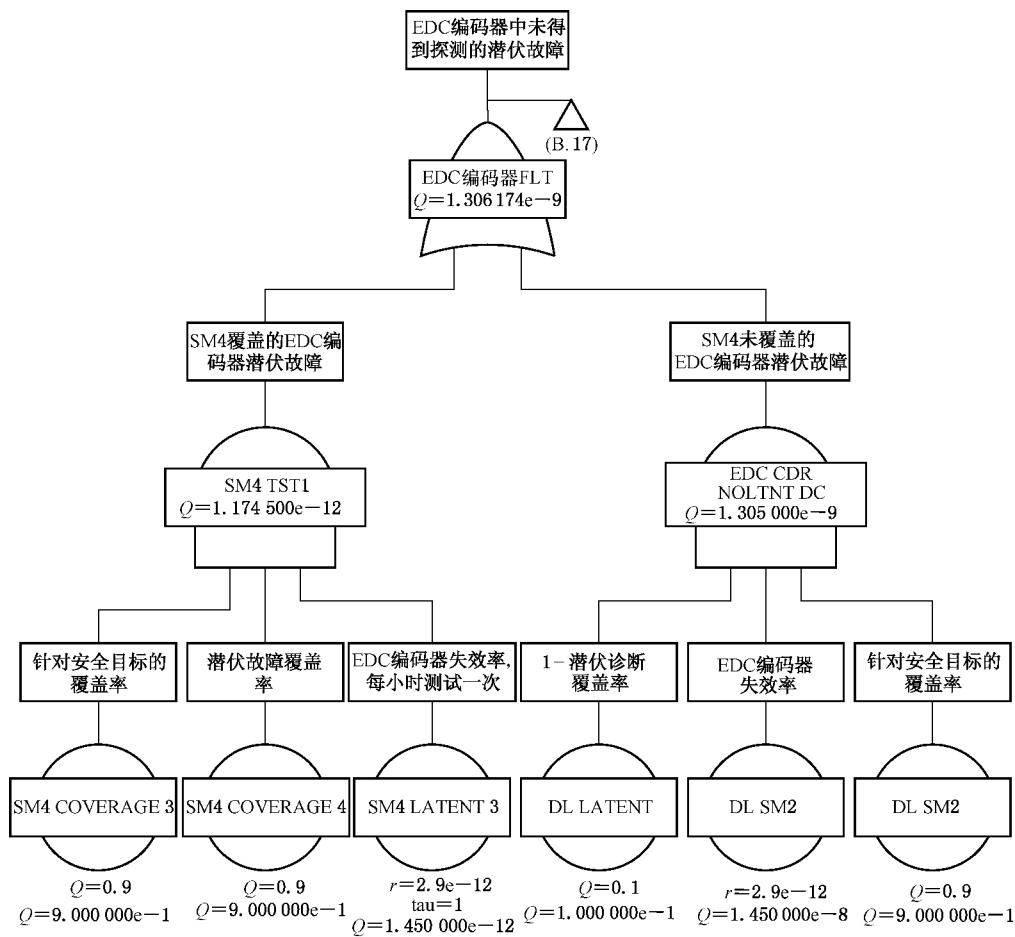 EDC编码器中未得
到探测的潜伏故障
(B.17)
EDC编码器FLT
Q=1.306 174e-9
SM4覆盖的EDC编
码器潜伏故障
SM4未覆盖的
EDC编码器潜伏故障
SM4 TST1
Q=1.174 500e-12
EDC CDR
NOLTNT DC
Q=1.305 000e-9
针对安全目标的
覆盖率
潜伏故障覆盖
率
EDC编码器失效率,
每小时测试一次
1-潜伏诊断
覆盖率
EDC编码器
失效率
针对安全目标的
覆盖率
SM4 COVERAGE 3
SM4 COVERAGE 4
SM4 LATENT 3
DL LATENT
DL SM2
DL SM2
Q=0.9
Q=9.000 000e-1
Q=0.9
Q=9.000 000e-1
r=2.9e-12
tau=1
Q=1.450 000e-12
Q=0.1
Q=1.000 000e-1
r=2.9e-12
Q=1.450 000e-8
Q=0.9
Q=9.000 000e-1